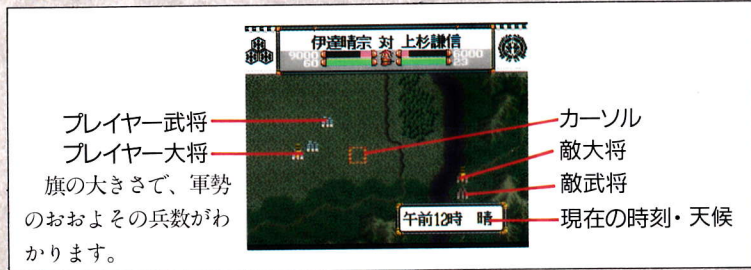 伊達晴宗 対 上杉謙信
9000
60
プレイヤー武将
プレイヤー大将
旗の大きさで、軍勢
のおおよその兵数がわ
かります。
カーソル
敵大将
敵武将
午前12時 晴
現在の時刻・天候